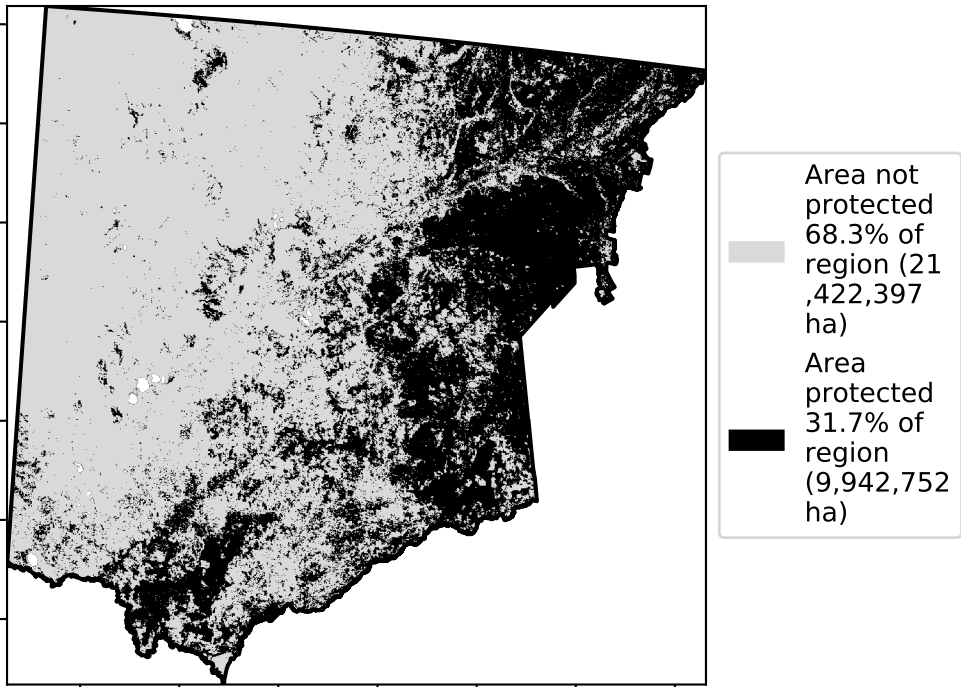 Area not
protected
68.3% of
region (21
,422,397
ha)
Area
protected
31.7% of
region
(9,942,752
ha)